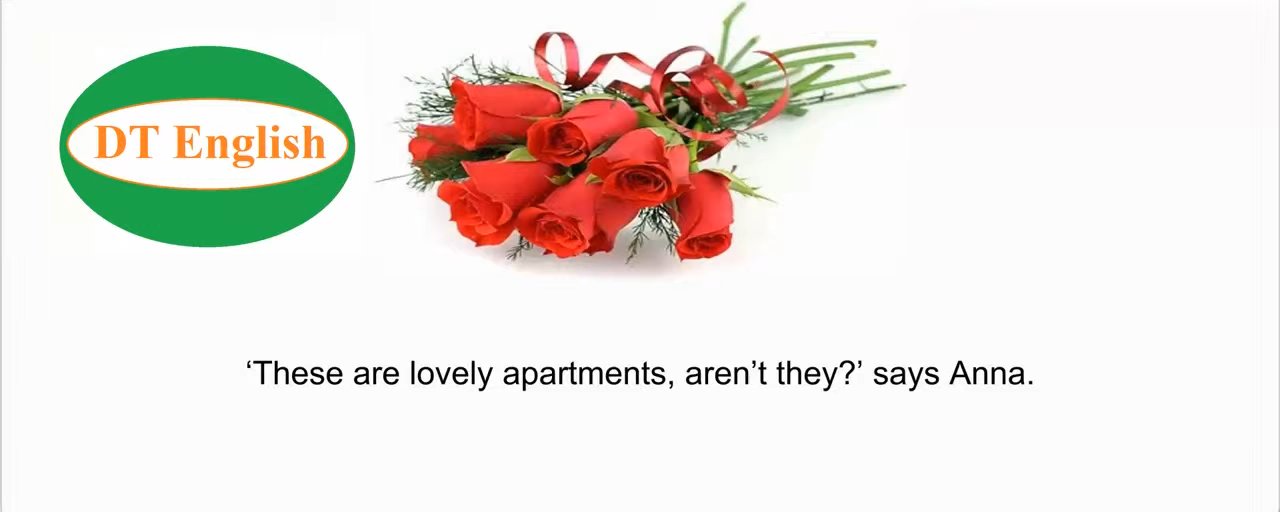 DT English
‘These are lovely apartments, aren’t they?’ says Anna.